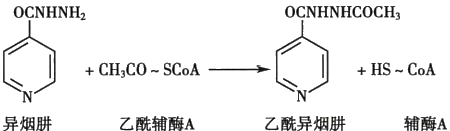 OCNHNH₂
OCNHNHCOCH₃
N + CH₃CO～SCoA → N + HS～CoA
异烟肼 乙酰辅酶A 乙酰异烟肼 辅酶A